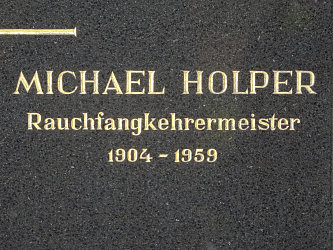 MICHAEL HOLPER
Rauchfangkehrermeister
1904 - 1959